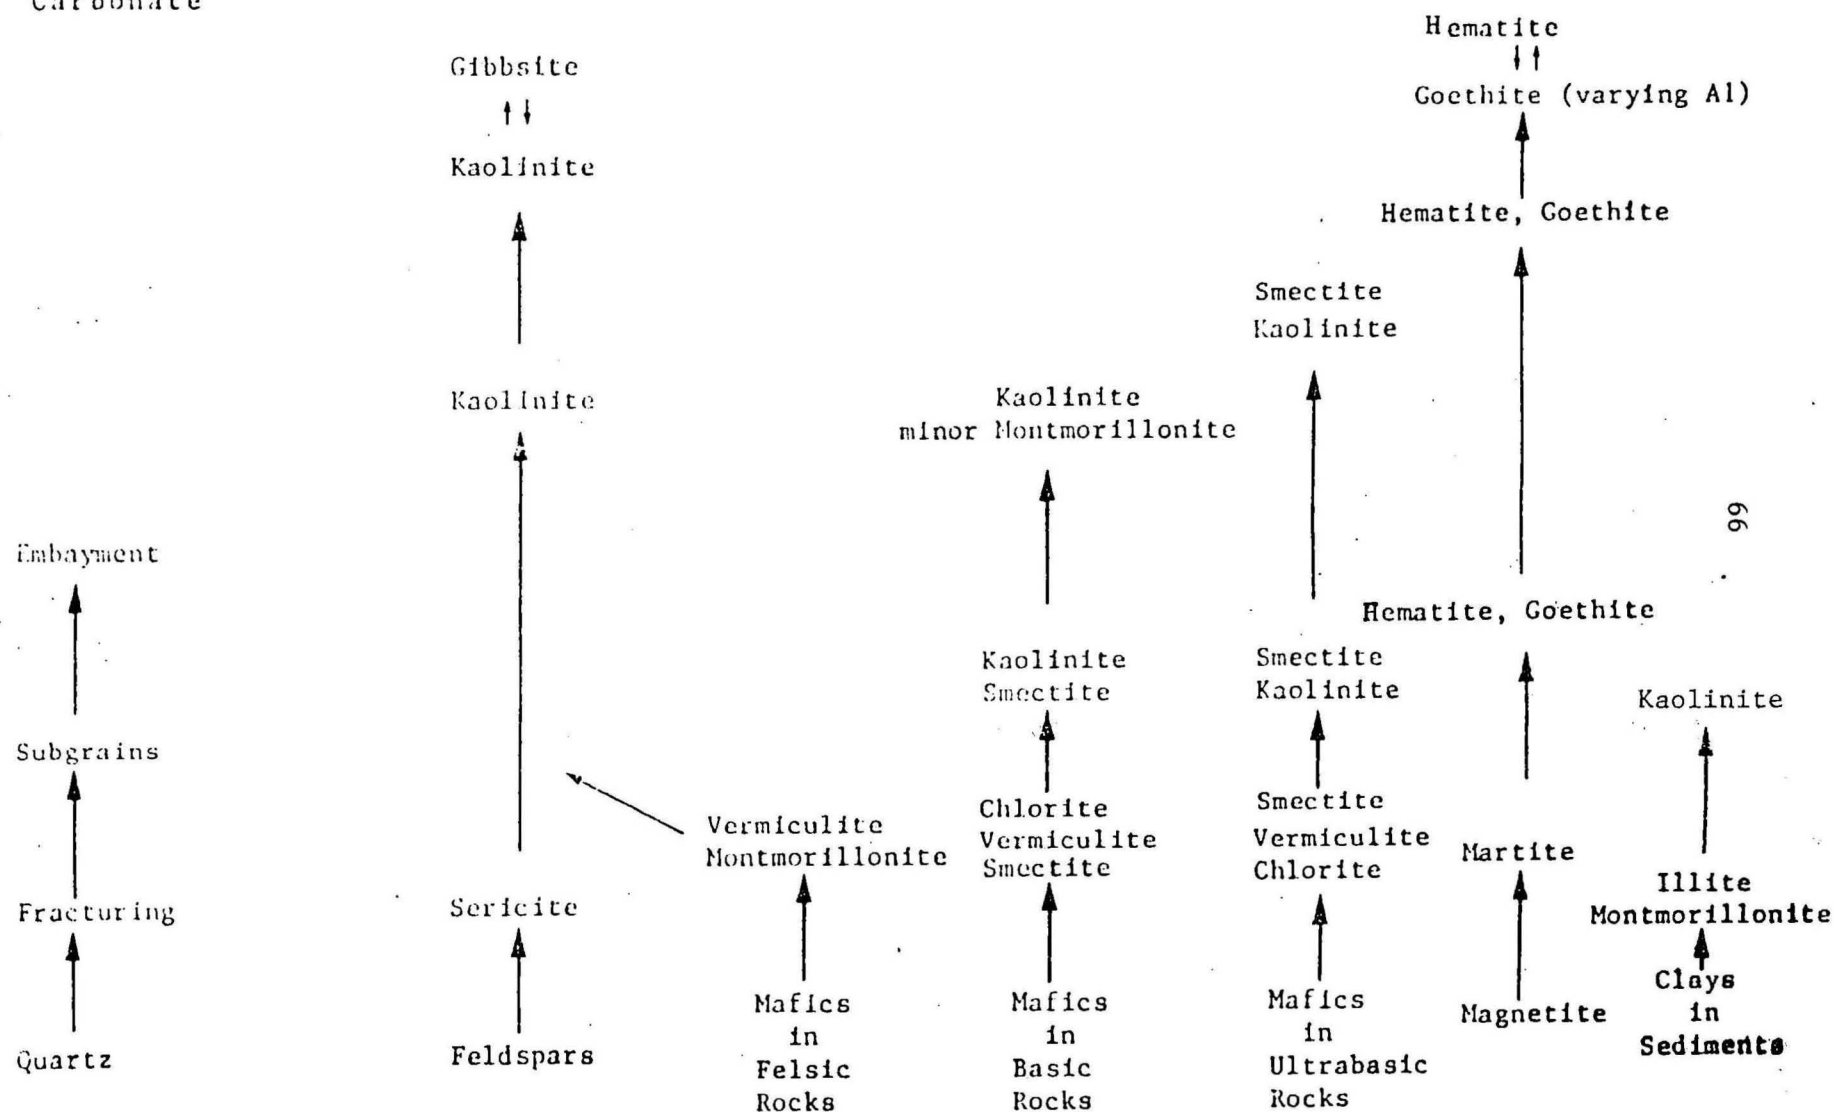 Carbonate
Embayment
Subgrains
Fracturing
Quartz
Gibbsite
Kaolinite
Kaolinite
Sericite
Feldspars
Vermiculite
Montmorillonite
Mafics
in
Felsic
Rocks
Kaolinite
minor Montmorillonite
Kaolinite
Smectite
Chlorite
Vermiculite
Smectite
Mafics
in
Basic
Rocks
Smectite
Kaolinite
Smectite
Kaolinite
Smectite
Vermiculite
Chlorite
Mafics
in
Ultrabasic
Rocks
Hematite
Goethite (varying Al)
Hematite, Goethite
Hematite, Goethite
Martite
Magnetite
Kaolinite
Illite
Montmorillonite
Clays
in
Sediments
99